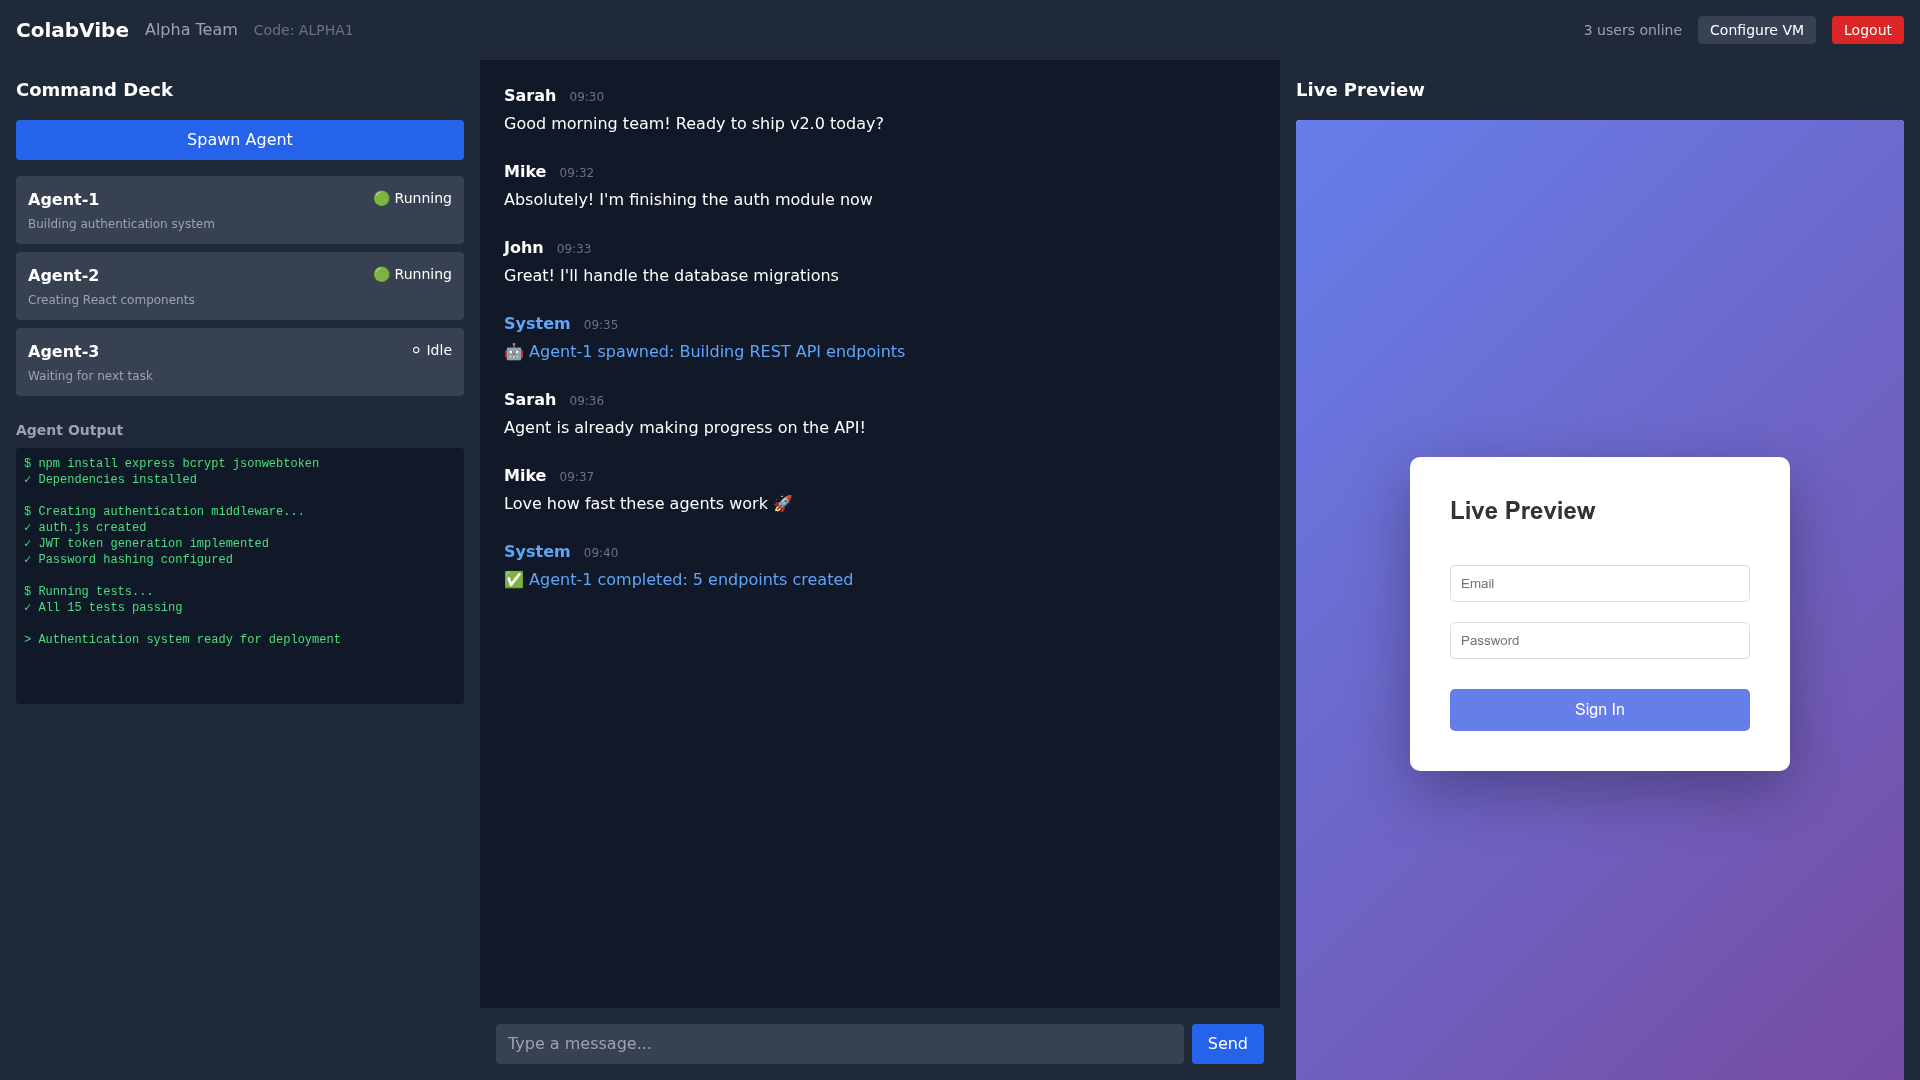 ColabVibe Alpha Team Code: ALPHA1
3 users online Configure VM Logout
Command Deck
Spawn Agent
Agent-1 🟢 Running
Building authentication system
Agent-2 🟢 Running
Creating React components
Agent-3 ⚪ Idle
Waiting for next task
Agent Output
$ npm install express bcrypt jsonwebtoken
✓ Dependencies installed
$ Creating authentication middleware...
✓ auth.js created
✓ JWT token generation implemented
✓ Password hashing configured
$ Running tests...
✓ All 15 tests passing
> Authentication system ready for deployment
Sarah 09:30
Good morning team! Ready to ship v2.0 today?
Mike 09:32
Absolutely! I'm finishing the auth module now
John 09:33
Great! I'll handle the database migrations
System 09:35
🤖 Agent-1 spawned: Building REST API endpoints
Sarah 09:36
Agent is already making progress on the API!
Mike 09:37
Love how fast these agents work 🚀
System 09:40
✅ Agent-1 completed: 5 endpoints created
Type a message...
Send
Live Preview
Live Preview
Email
Password
Sign In